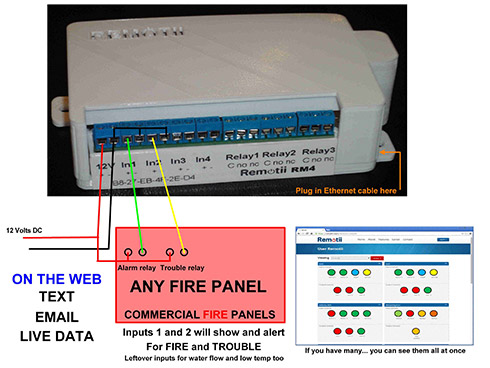 12V In1 In2 In3 In4 Relay1 Relay2 Relay3
- + - + - + - + C no nc C no nc C no nc
Remotii RM4
Plug in Ethernet cable here
12 Volts DC
Alarm relay Trouble relay
ANY FIRE PANEL
COMMERCIAL FIRE PANELS
ON THE WEB
TEXT
EMAIL
LIVE DATA
Inputs 1 and 2 will show and alert
For FIRE and TROUBLE
Leftover inputs for water flow and low temp too
Remotii
User Remotii
If you have many... you can see them all at once